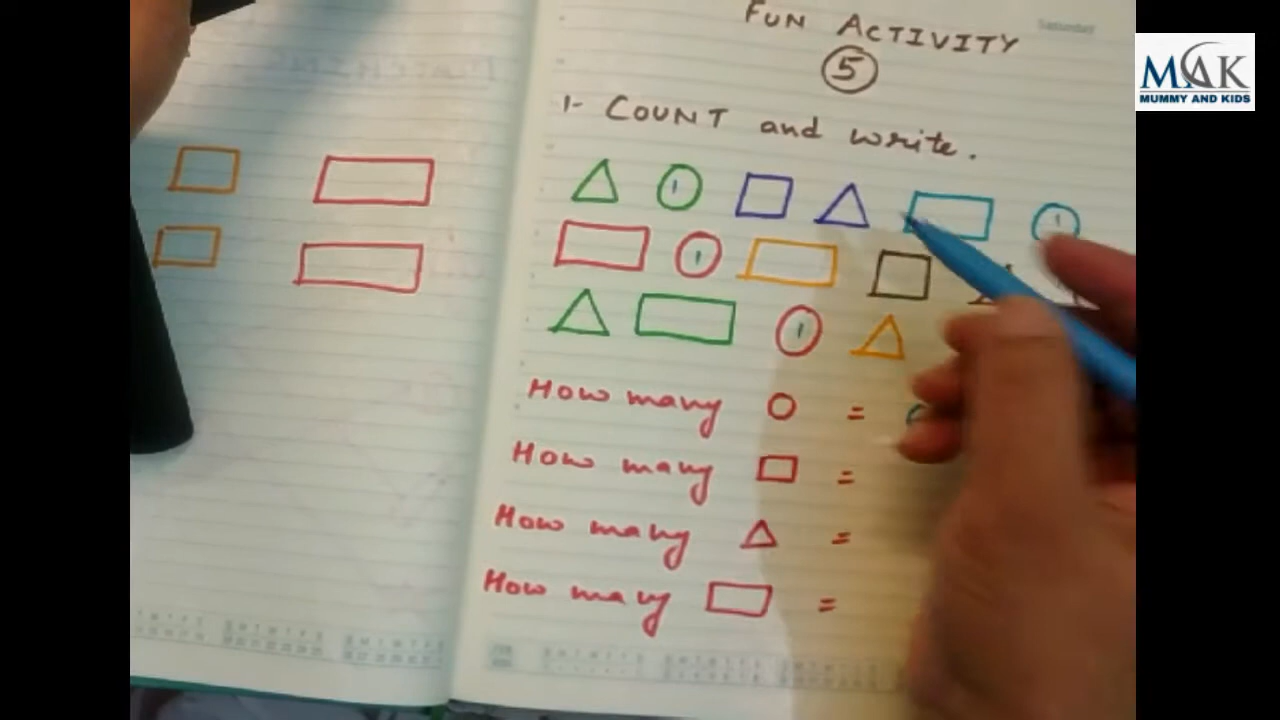 FUN ACTIVITY
Saturday
5
MAK
MUMMY AND KIDS
1- COUNT and write.
How many =
How many =
How many =
How many =